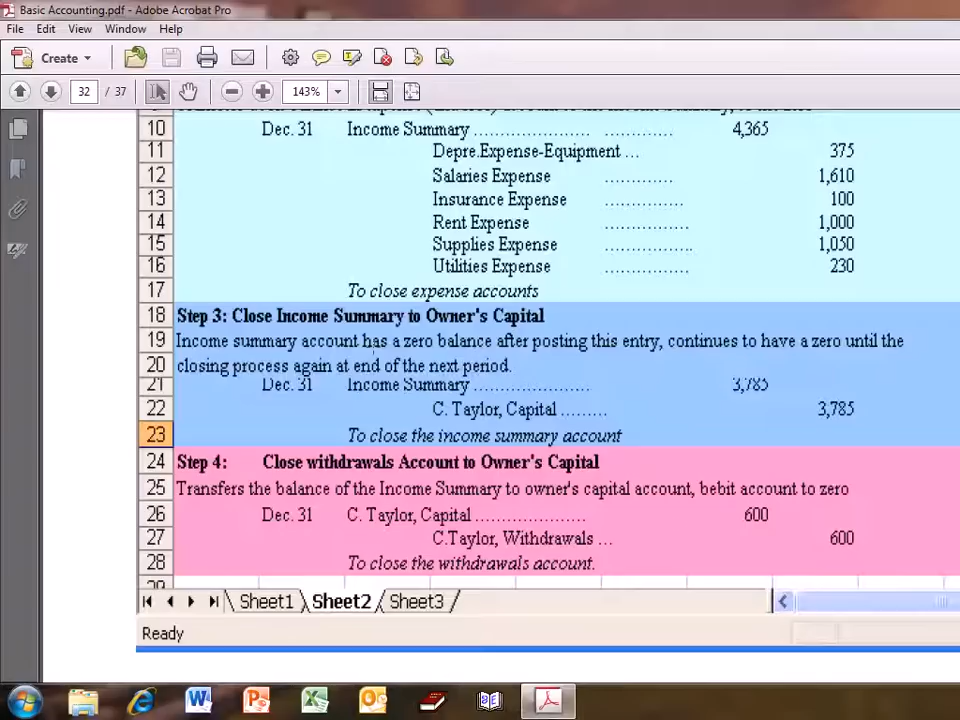 Basic Accounting.pdf - Adobe Acrobat Pro
File Edit View Window Help
Create
32 / 37 143%
10 Dec. 31 Income Summary ...................... ............. 4,365
11 Depre.Expense-Equipment ... 375
12 Salaries Expense ............. 1,610
13 Insurance Expense ............... 100
14 Rent Expense ................ 1,000
15 Supplies Expense ................. 1,050
16 Utilities Expense ................ 230
17 To close expense accounts
18 Step 3: Close Income Summary to Owner's Capital
19 Income summary account has a zero balance after posting this entry, continues to have a zero until the
20 closing process again at end of the next period.
21 Dec. 31 Income Summary ...................... 3,785
22 C. Taylor, Capital ......... 3,785
23 To close the income summary account
24 Step 4: Close withdrawals Account to Owner's Capital
25 Transfers the balance of the Income Summary to owner's capital account, bebit account to zero
26 Dec. 31 C. Taylor, Capital ..................... 600
27 C.Taylor, Withdrawals ... 600
28 To close the withdrawals account.
Sheet1 Sheet2 Sheet3
Ready